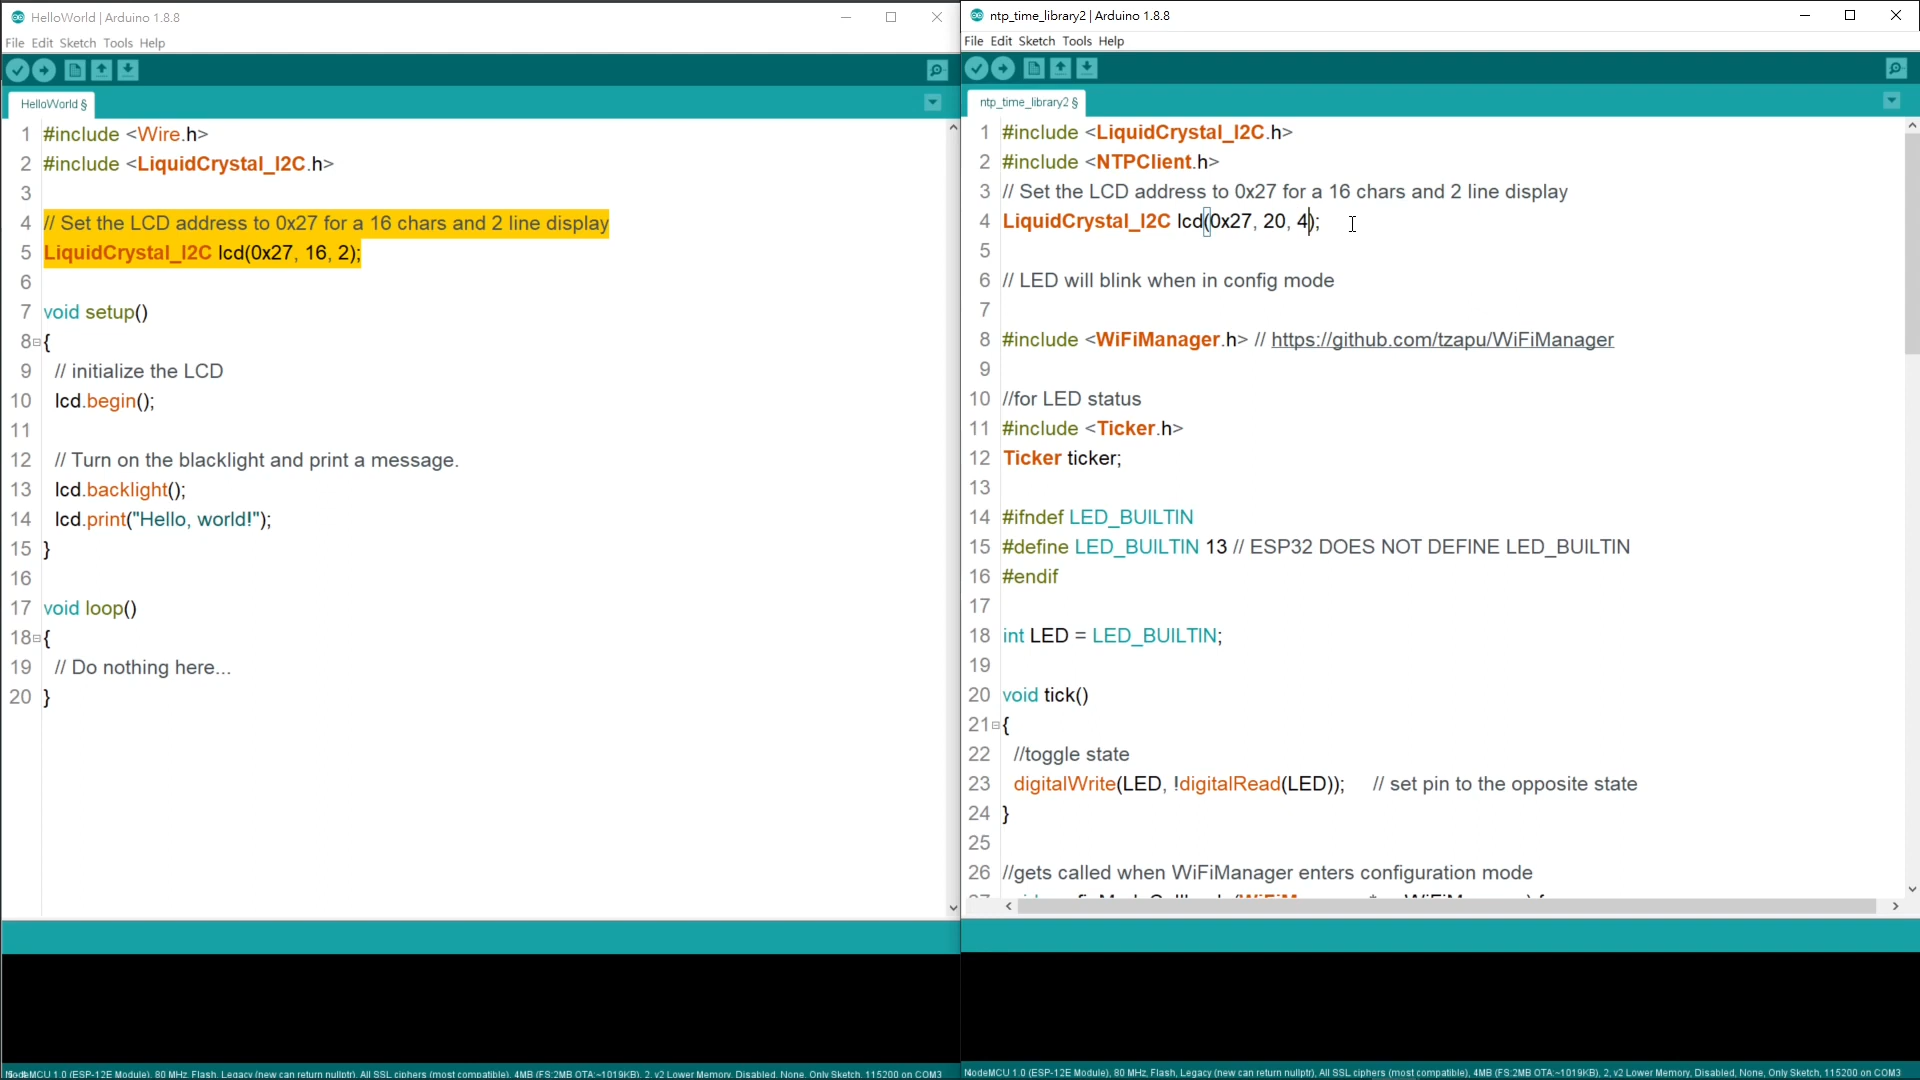 HelloWorld | Arduino 1.8.8
File Edit Sketch Tools Help
HelloWorld §
1 #include <Wire.h>
2 #include <LiquidCrystal_I2C.h>
3
4 // Set the LCD address to 0x27 for a 16 chars and 2 line display
5 LiquidCrystal_I2C lcd(0x27, 16, 2);
6
7 void setup()
8 {
9 // initialize the LCD
10 lcd.begin();
11
12 // Turn on the blacklight and print a message.
13 lcd.backlight();
14 lcd.print("Hello, world!");
15 }
16
17 void loop()
18 {
19 // Do nothing here...
20 }
NodeMCU 1.0 (ESP-12E Module), 80 MHz, Flash, Legacy (new can return nullptr), All SSL ciphers (most compatible), 4MB (FS:2MB OTA:~1019KB), 2, v2 Lower Memory, Disabled, None, Only Sketch, 115200 on COM3
ntp_time_library2 | Arduino 1.8.8
File Edit Sketch Tools Help
ntp_time_library2 §
1 #include <LiquidCrystal_I2C.h>
2 #include <NTPClient.h>
3 // Set the LCD address to 0x27 for a 16 chars and 2 line display
4 LiquidCrystal_I2C lcd(0x27, 20, 4);
5
6 // LED will blink when in config mode
7
8 #include <WiFiManager.h> // https://github.com/tzapu/WiFiManager
9
10 //for LED status
11 #include <Ticker.h>
12 Ticker ticker;
13
14 #ifndef LED_BUILTIN
15 #define LED_BUILTIN 13 // ESP32 DOES NOT DEFINE LED_BUILTIN
16 #endif
17
18 int LED = LED_BUILTIN;
19
20 void tick()
21 {
22 //toggle state
23 digitalWrite(LED, !digitalRead(LED)); // set pin to the opposite state
24 }
25
26 //gets called when WiFiManager enters configuration mode
NodeMCU 1.0 (ESP-12E Module), 80 MHz, Flash, Legacy (new can return nullptr), All SSL ciphers (most compatible), 4MB (FS:2MB OTA:~1019KB), 2, v2 Lower Memory, Disabled, None, Only Sketch, 115200 on COM3